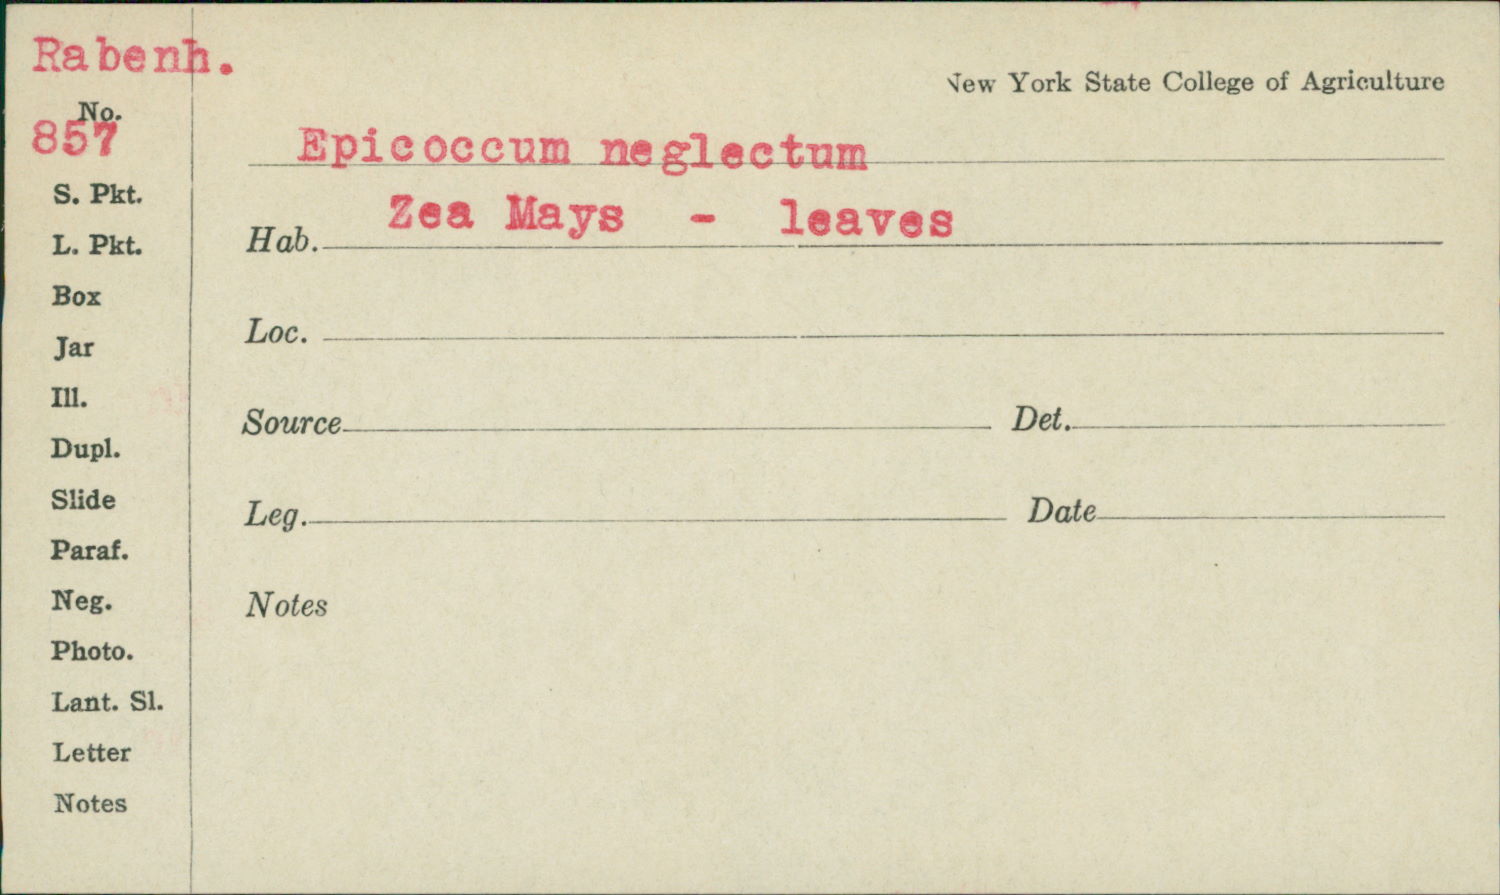 Rabenh.
New York State College of Agriculture
No.
857
Epicoccum neglectum
Zea Mays - leaves
S. Pkt.
Hab.
L. Pkt.
Box
Loc.
Jar
Ill.
Source Det.
Dupl.
Slide
Leg. Date
Paraf.
Neg.
Notes
Photo.
Lant. Sl.
Letter
Notes